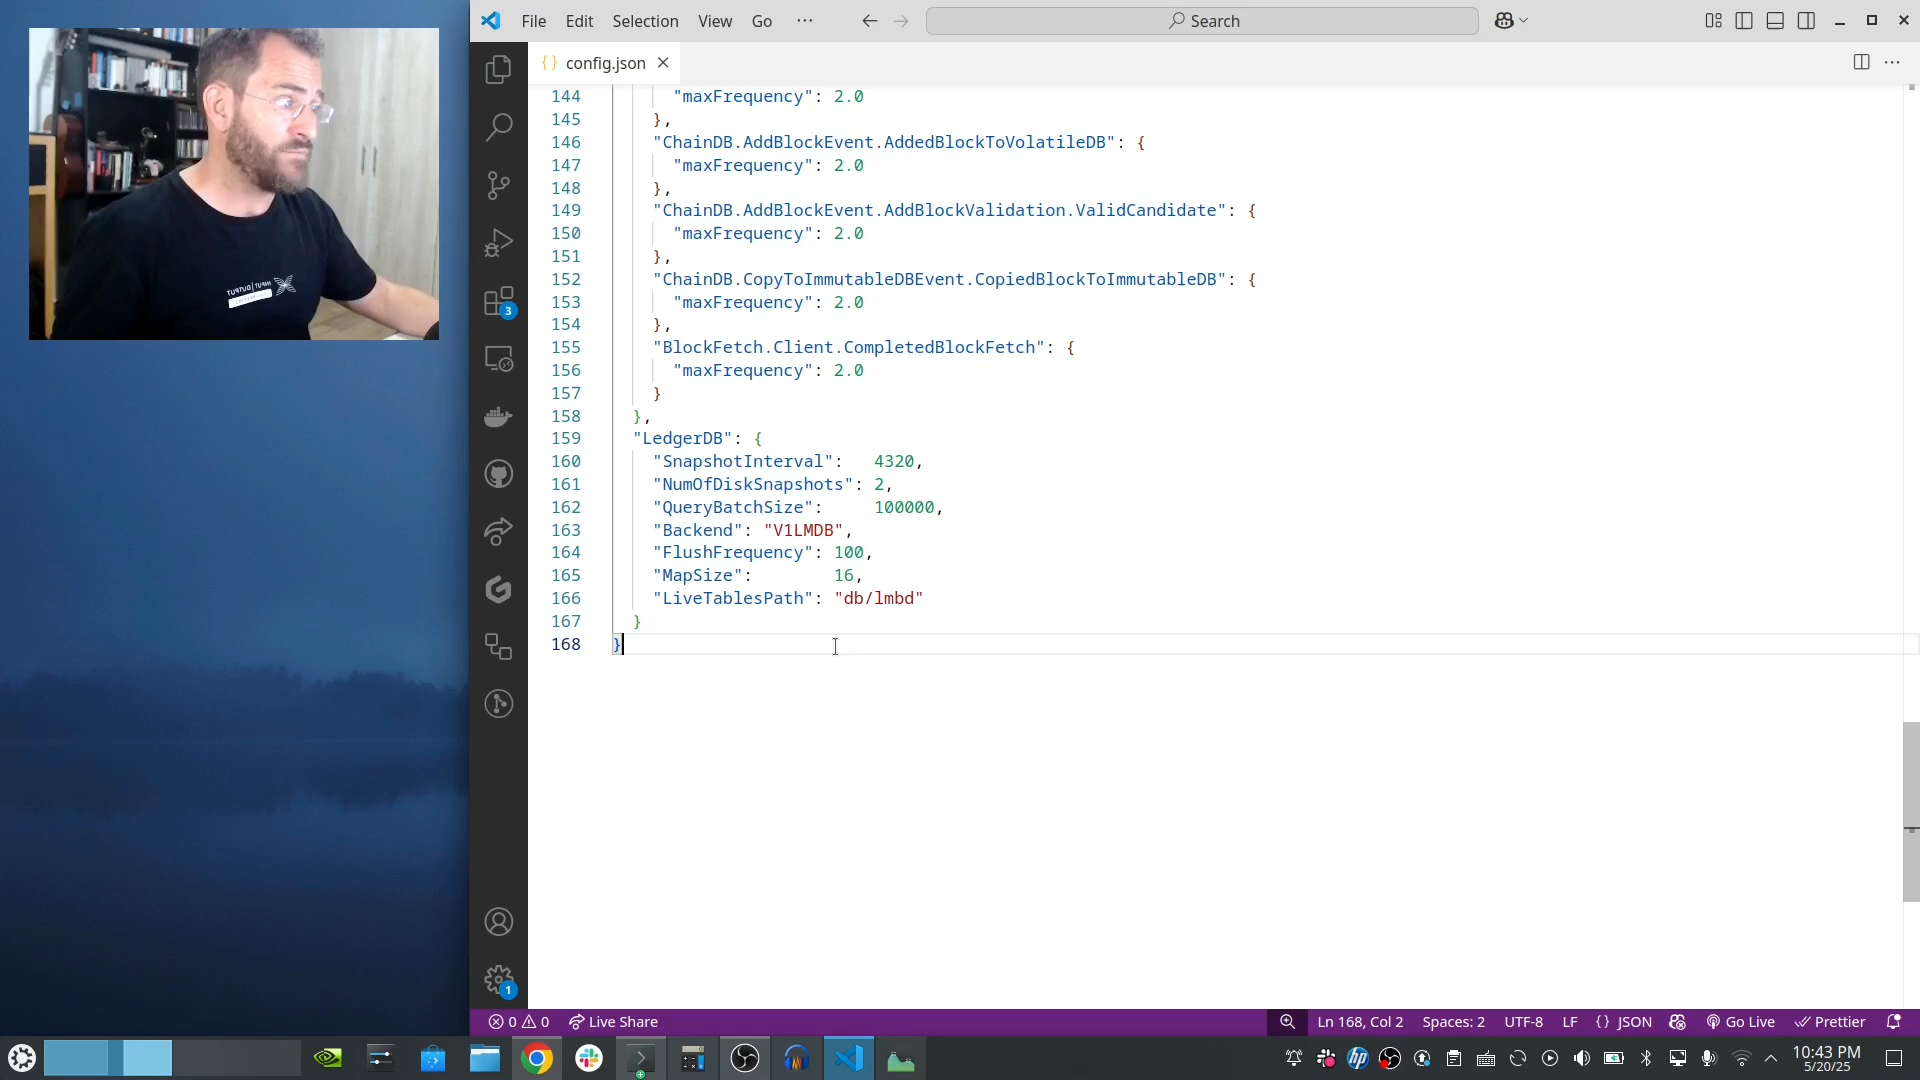 File Edit Selection View Go ··· Search
config.json
144 "maxFrequency": 2.0
145 },
146 "ChainDB.AddBlockEvent.AddedBlockToVolatileDB": {
147 "maxFrequency": 2.0
148 },
149 "ChainDB.AddBlockEvent.AddBlockValidation.ValidCandidate": {
150 "maxFrequency": 2.0
151 },
152 "ChainDB.CopyToImmutableDBEvent.CopiedBlockToImmutableDB": {
153 "maxFrequency": 2.0
154 },
155 "BlockFetch.Client.CompletedBlockFetch": {
156 "maxFrequency": 2.0
157 }
158 },
159 "LedgerDB": {
160 "SnapshotInterval": 4320,
161 "NumOfDiskSnapshots": 2,
162 "QueryBatchSize": 100000,
163 "Backend": "V1LMDB",
164 "FlushFrequency": 100,
165 "MapSize": 16,
166 "LiveTablesPath": "db/lmbd"
167 }
168 }
3
1
INPUT|OUTPUT
0 0 Live Share Ln 168, Col 2 Spaces: 2 UTF-8 LF {} JSON Go Live Prettier
10:43 PM
5/20/25